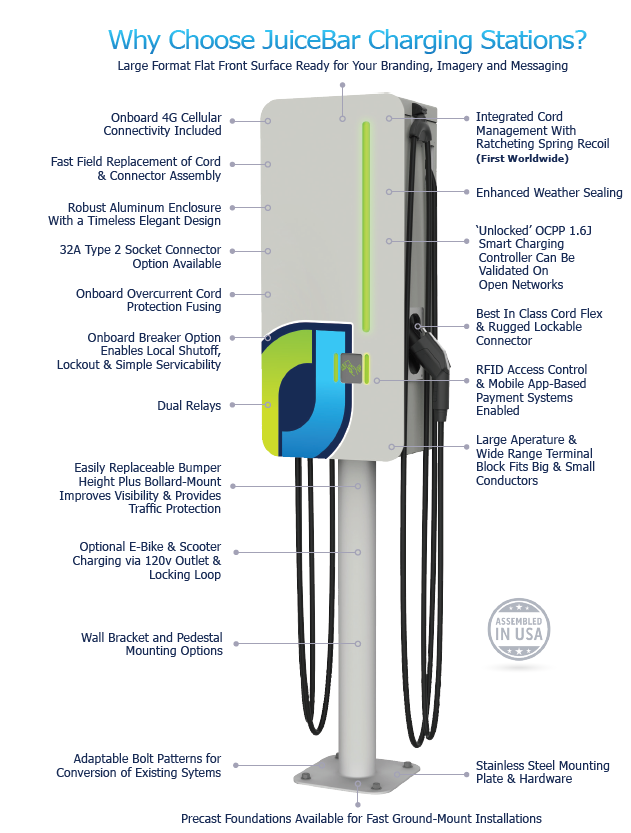 Why Choose JuiceBar Charging Stations?
Large Format Flat Front Surface Ready for Your Branding, Imagery and Messaging
Onboard 4G Cellular
Connectivity Included
Fast Field Replacement of Cord
& Connector Assembly
Robust Aluminum Enclosure
With a Timeless Elegant Design
32A Type 2 Socket Connector
Option Available
Onboard Overcurrent Cord
Protection Fusing
Onboard Breaker Option
Enables Local Shutoff,
Lockout & Simple Servicability
Dual Relays
Easily Replaceable Bumper
Height Plus Bollard-Mount
Improves Visibility & Provides
Traffic Protection
Optional E-Bike & Scooter
Charging via 120v Outlet &
Locking Loop
Wall Bracket and Pedestal
Mounting Options
Adaptable Bolt Patterns for
Conversion of Existing Sytems
Integrated Cord
Management With
Ratcheting Spring Recoil
(First Worldwide)
Enhanced Weather Sealing
‘Unlocked’ OCPP 1.6J
Smart Charging
Controller Can Be
Validated On
Open Networks
Best In Class Cord Flex
& Rugged Lockable
Connector
RFID Access Control
& Mobile App-Based
Payment Systems
Enabled
Large Aperature &
Wide Range Terminal
Block Fits Big & Small
Conductors
ASSEMBLED
IN USA
Stainless Steel Mounting
Plate & Hardware
Precast Foundations Available for Fast Ground-Mount Installations